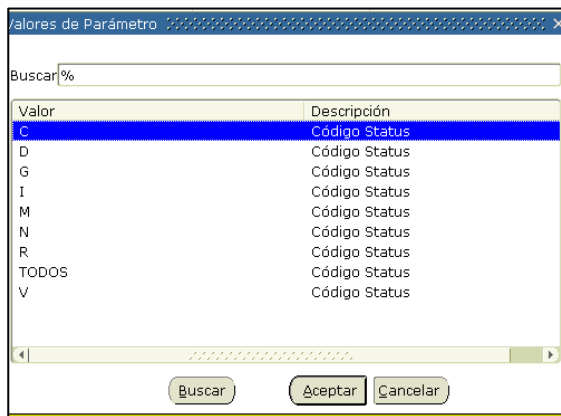 Valores de Parámetro
Buscar %
Valor Descripción
C Código Status
D Código Status
G Código Status
I Código Status
M Código Status
N Código Status
R Código Status
TODOS Código Status
V Código Status
Buscar Aceptar Cancelar